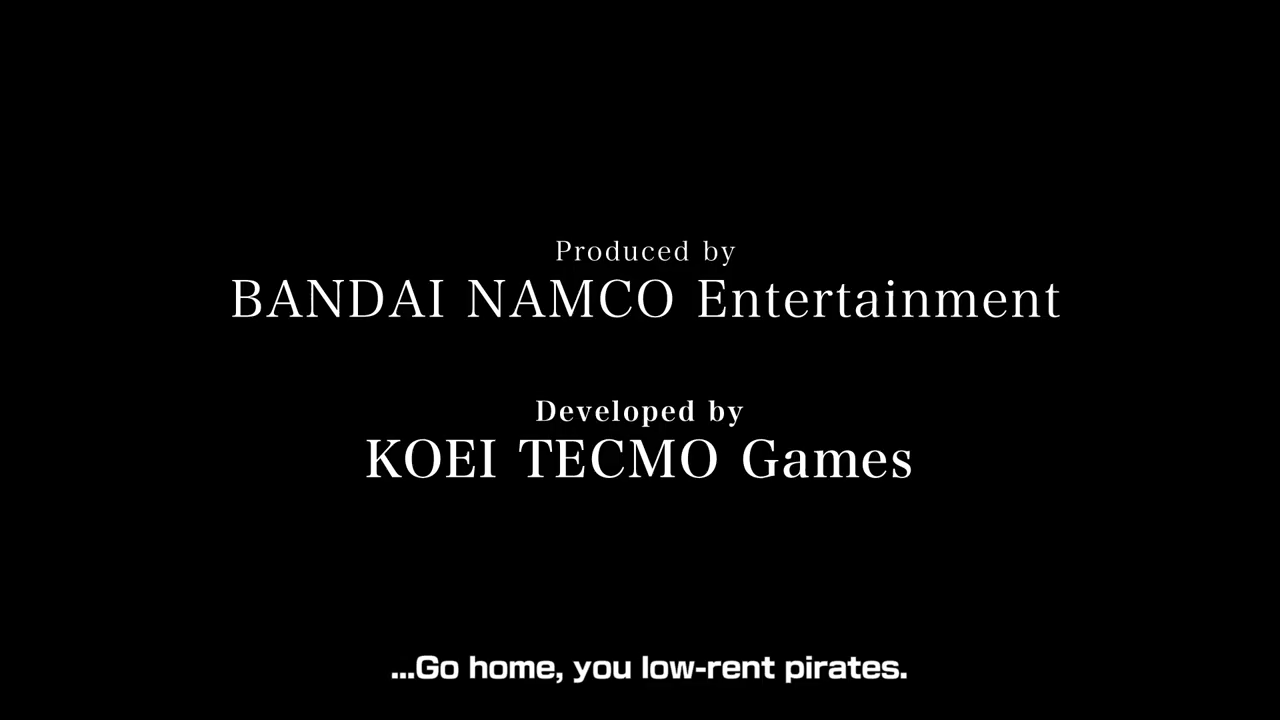 Produced by
BANDAI NAMCO Entertainment
Developed by
KOEI TECMO Games
...Go home, you low-rent pirates.